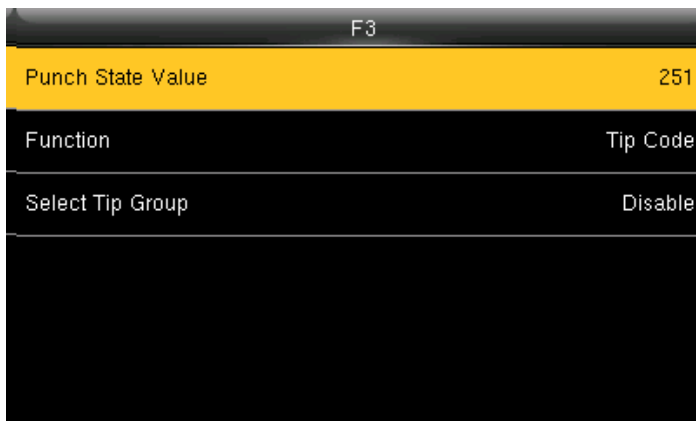 F3
Punch State Value 251
Function Tip Code
Select Tip Group Disable